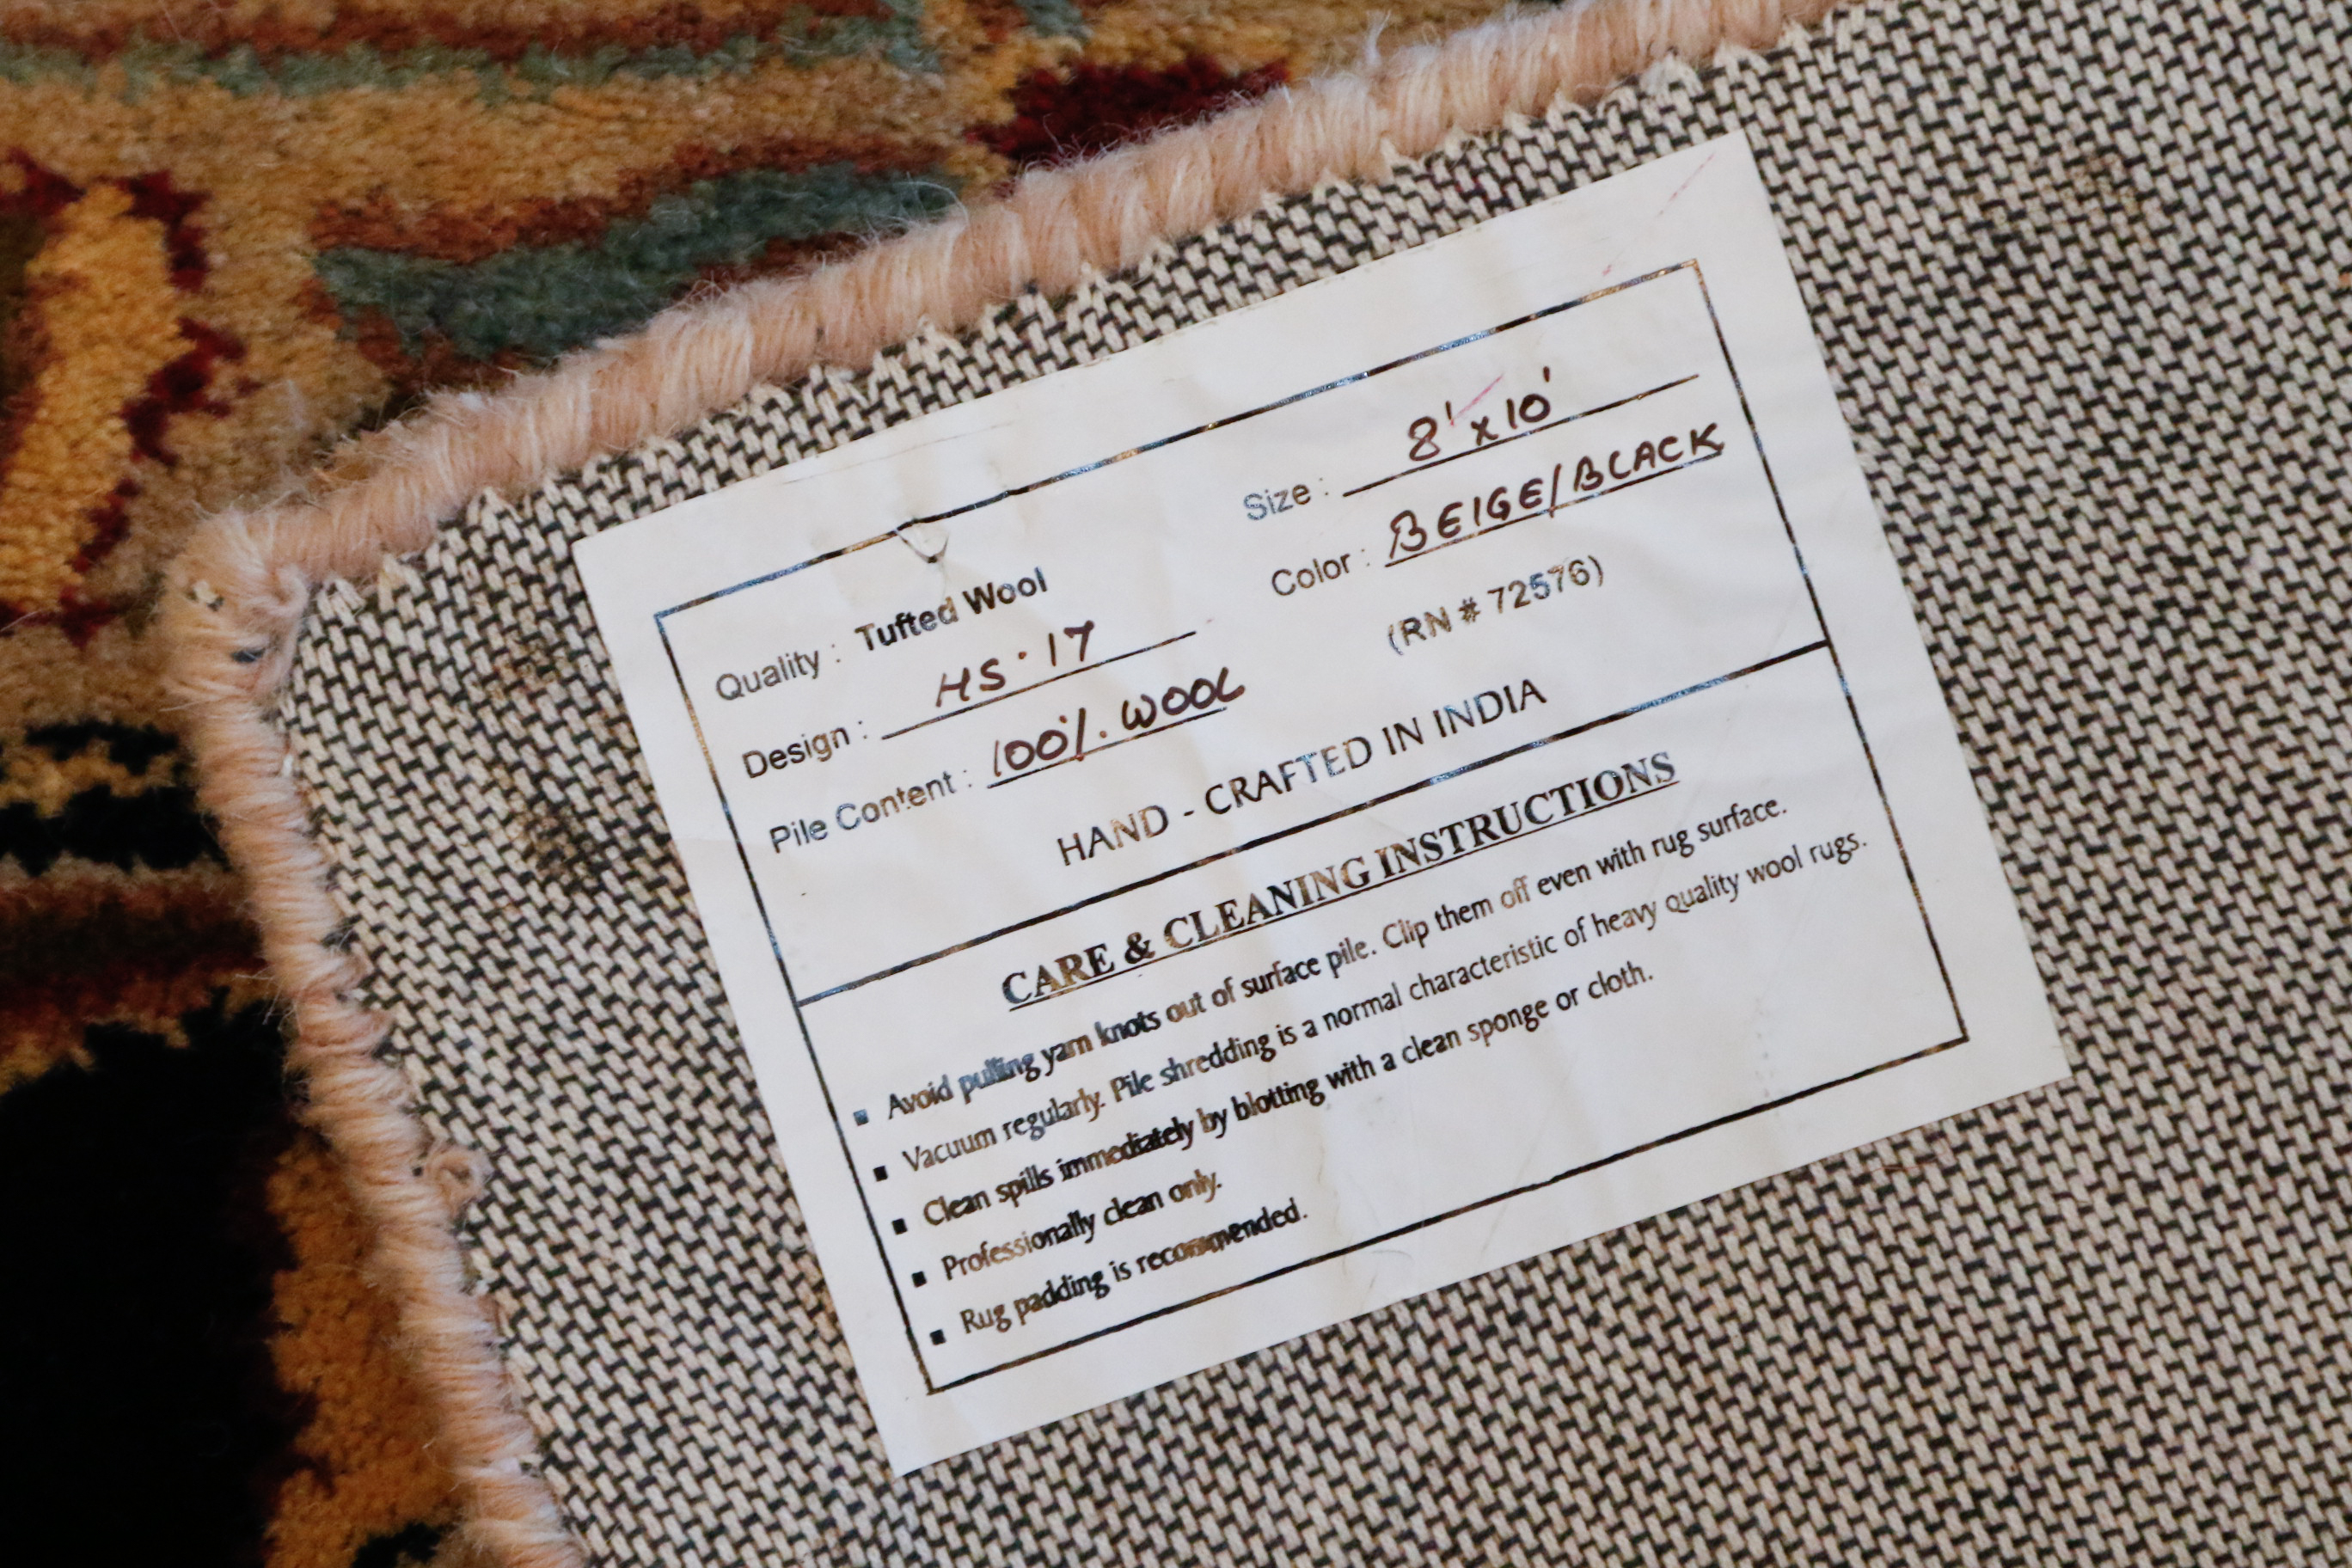 Quality : Tufted Wool
Size : 8' x 10'
Design : HS·17
Color : BEIGE/BLACK
Pile Content : 100%. WOOL
(RN # 72576)
HAND - CRAFTED IN INDIA
CARE & CLEANING INSTRUCTIONS
▪ Avoid pulling yarn knots out of surface pile. Clip them off even with rug surface.
▪ Vacuum regularly. Pile shredding is a normal characteristic of heavy quality wool rugs.
▪ Clean spills immediately by blotting with a clean sponge or cloth.
▪ Professionally clean only.
▪ Rug padding is recommended.